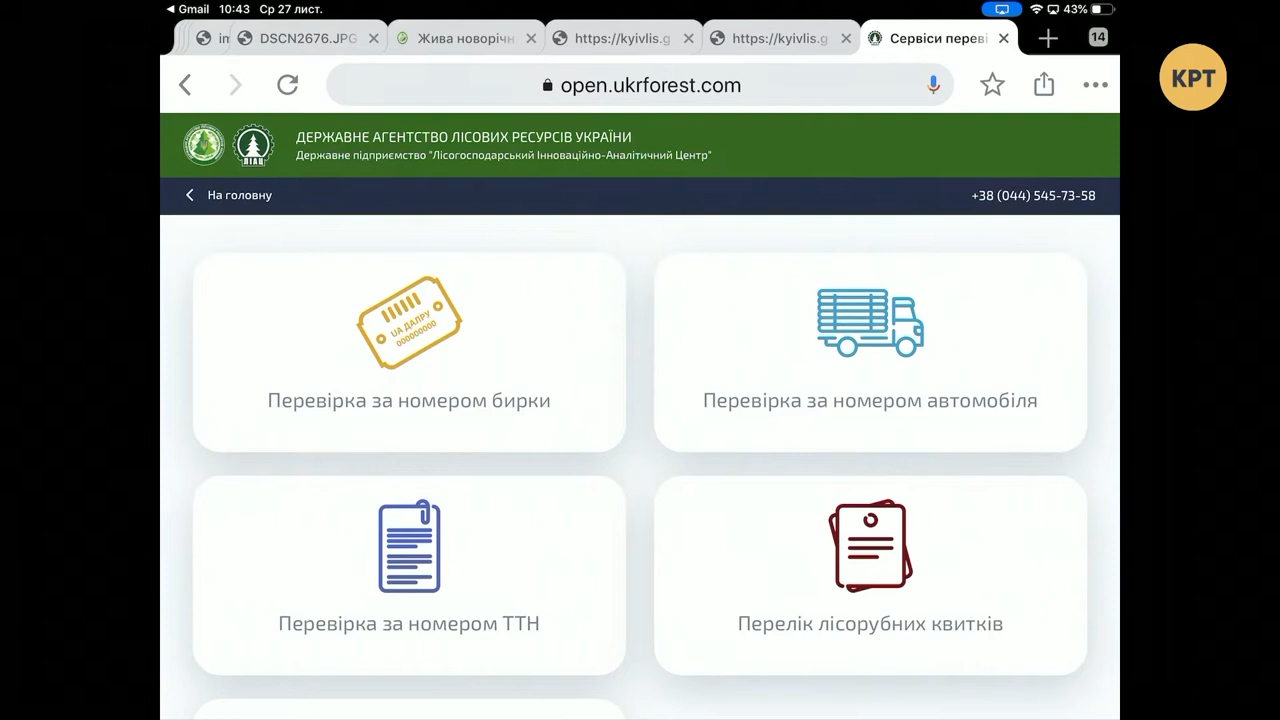 Gmail 10:43 Ср 27 лист. 43%
DSCN2676.JPG Жива новорічн https://kyivlis.g https://kyivlis.g Сервіси переві 14
open.ukrforest.com
КРТ
ДЕРЖАВНЕ АГЕНТСТВО ЛІСОВИХ РЕСУРСІВ УКРАЇНИ
Державне підприємство "Лісогосподарський Інноваційно-Аналітичний Центр"
ЛІАЦ
На головну +38 (044) 545-73-58
UA ДАЛРУ
000000000
Перевірка за номером бирки
Перевірка за номером автомобіля
Перевірка за номером ТТН
Перелік лісорубних квитків